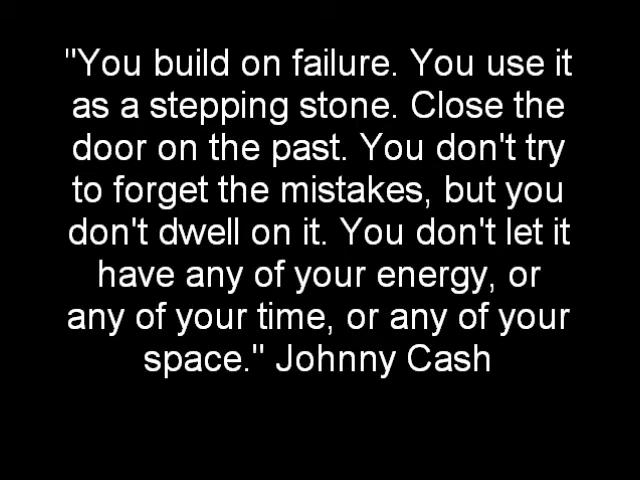 "You build on failure. You use it
as a stepping stone. Close the
door on the past. You don't try
to forget the mistakes, but you
don't dwell on it. You don't let it
have any of your energy, or
any of your time, or any of your
space." Johnny Cash